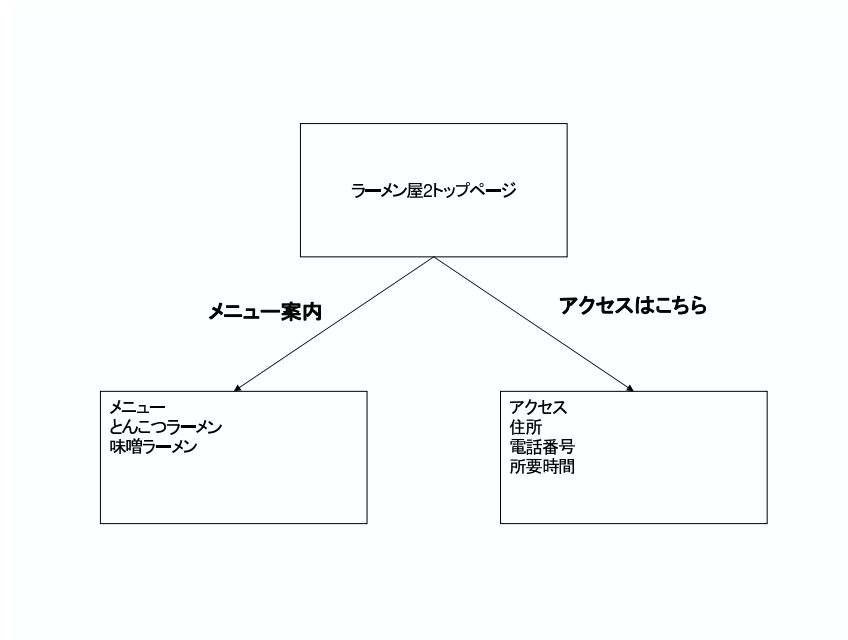 ラーメン屋2トップページ
メニュー案内
アクセスはこちら
メニュー
とんこつラーメン
味噌ラーメン
アクセス
住所
電話番号
所要時間